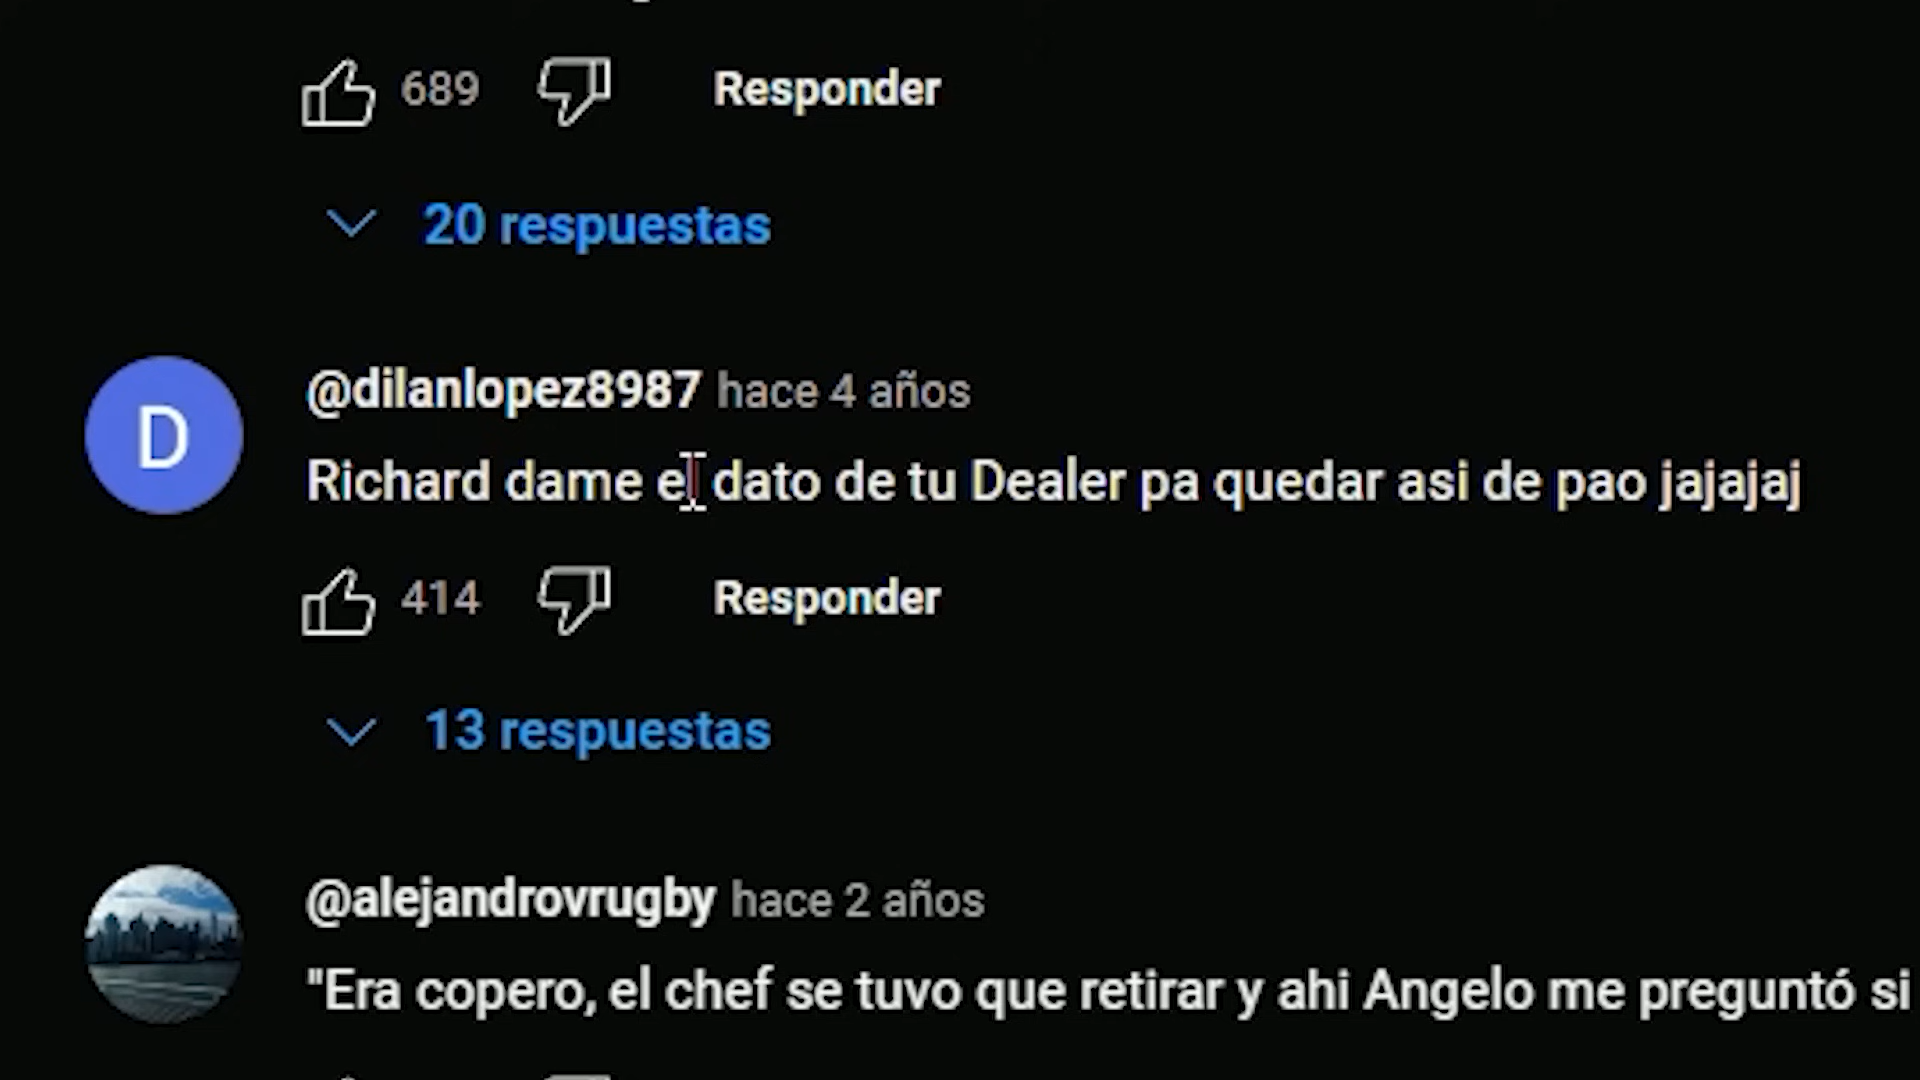 689 Responder
20 respuestas
D
@dilanlopez8987 hace 4 años
Richard dame el dato de tu Dealer pa quedar asi de pao jajajaj
414 Responder
13 respuestas
@alejandrovrugby hace 2 años
"Era copero, el chef se tuvo que retirar y ahi Angelo me preguntó si